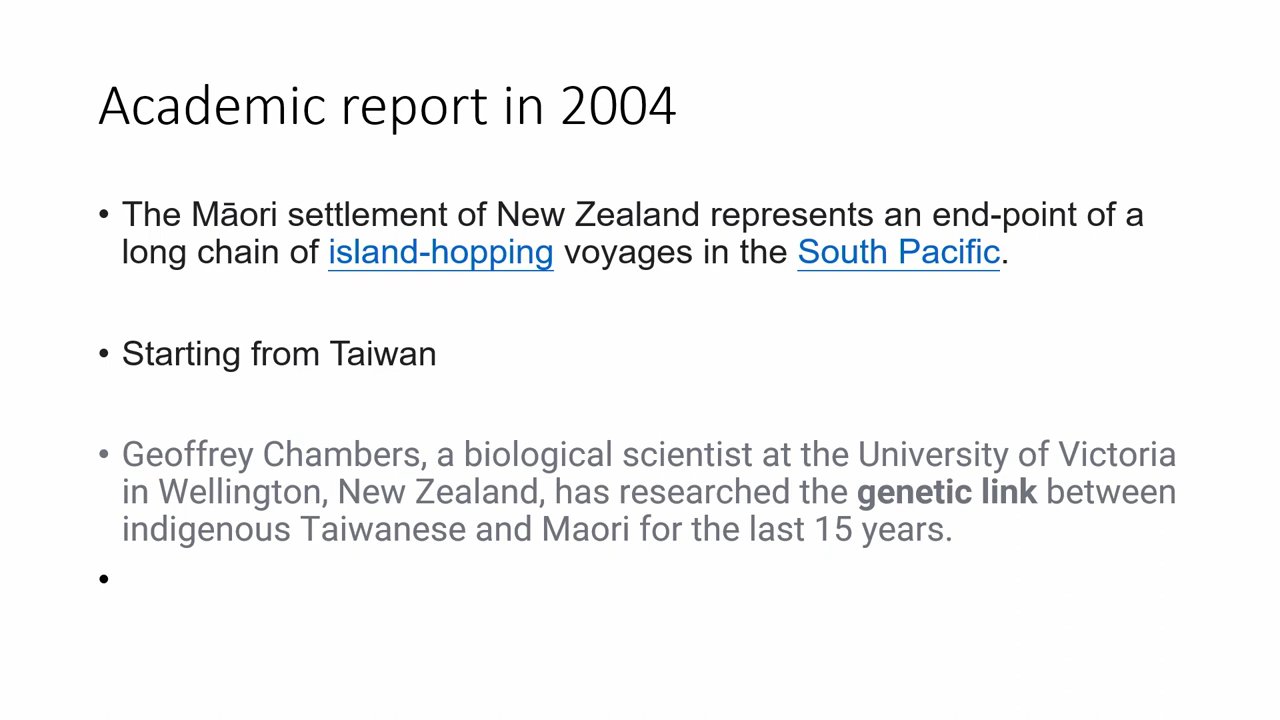 Academic report in 2004
• The Māori settlement of New Zealand represents an end-point of a
long chain of island-hopping voyages in the South Pacific.
• Starting from Taiwan
• Geoffrey Chambers, a biological scientist at the University of Victoria
in Wellington, New Zealand, has researched the genetic link between
indigenous Taiwanese and Maori for the last 15 years.
•